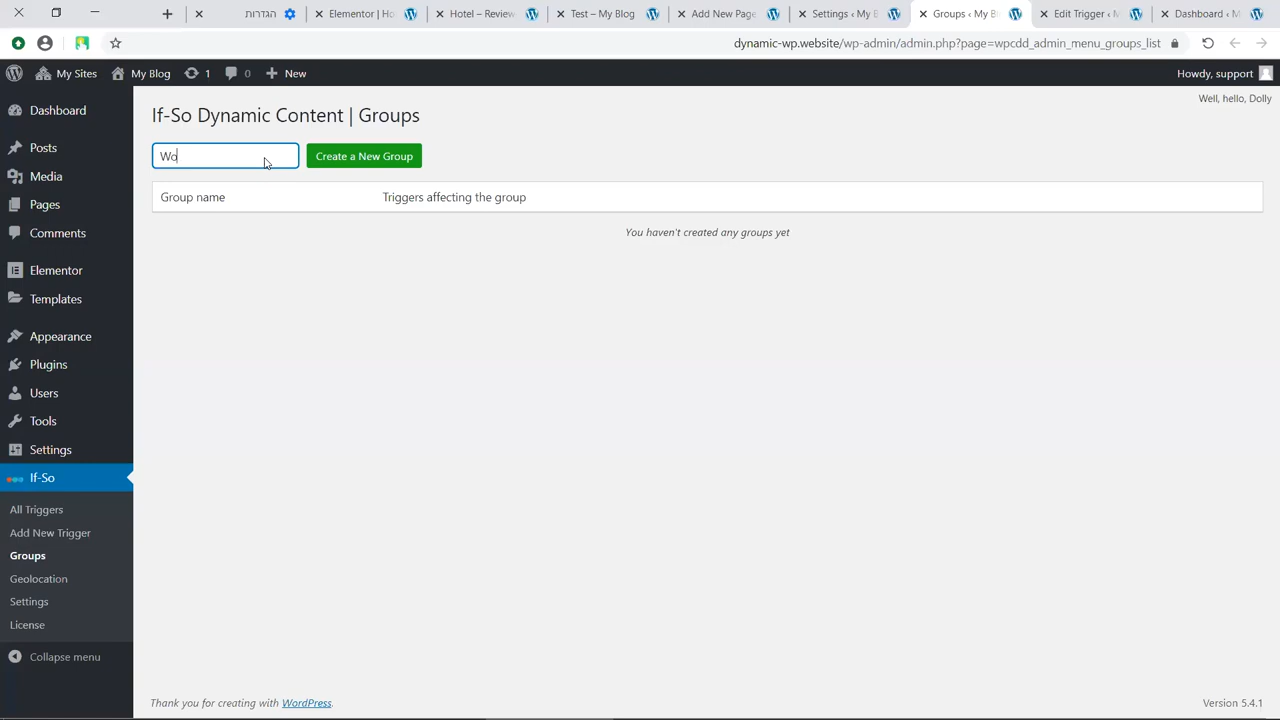 הגדרות
Elementor | Ho
Hotel – Review
Test – My Blog
Add New Page
Settings ‹ My B
Groups ‹ My Bl
Edit Trigger ‹ M
Dashboard ‹ M
dynamic-wp.website/wp-admin/admin.php?page=wpcdd_admin_menu_groups_list
My Sites
My Blog
1
0
New
Howdy, support
Well, hello, Dolly
Dashboard
Posts
Media
Pages
Comments
Elementor
Templates
Appearance
Plugins
Users
Tools
Settings
If-So
All Triggers
Add New Trigger
Groups
Geolocation
Settings
License
Collapse menu
If-So Dynamic Content | Groups
Wo
Create a New Group
Group name
Triggers affecting the group
You haven't created any groups yet
Thank you for creating with WordPress.
Version 5.4.1